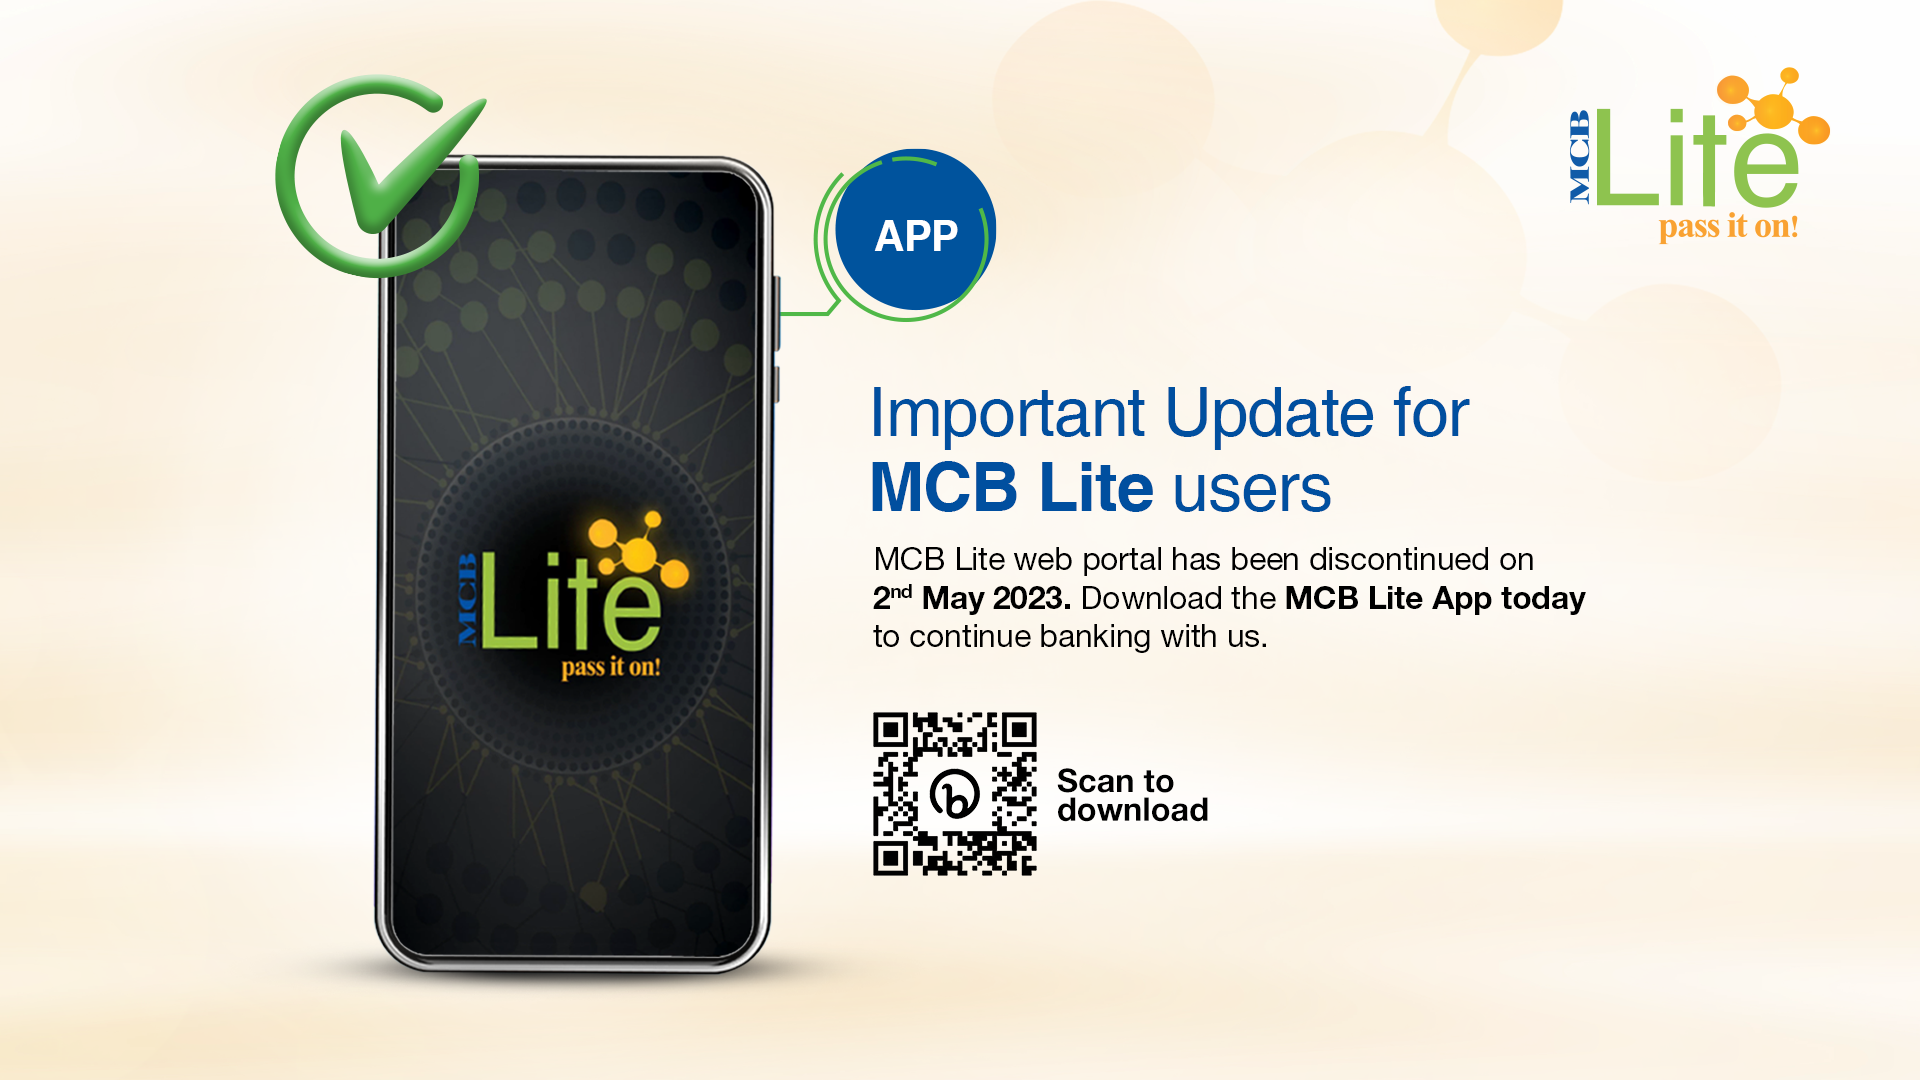 MCB
Lite
pass it on!
APP
Important Update for
MCB Lite users
MCB Lite web portal has been discontinued on
2nd May 2023. Download the MCB Lite App today
to continue banking with us.
MCB
Lite
pass it on!
Scan to
download